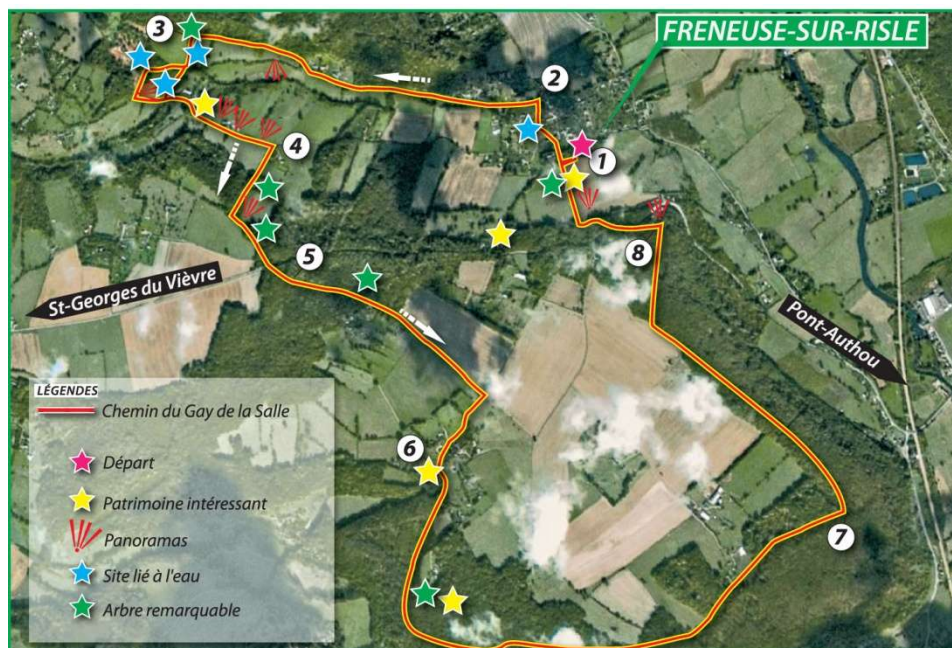 FRENEUSE-SUR-RISLE
3
2
1
4
8
5
St-Georges du Vièvre
Pont-Authou
LÉGENDES
Chemin du Gay de la Salle
Départ
Patrimoine intéressant
Panoramas
Site lié à l'eau
Arbre remarquable
6
7